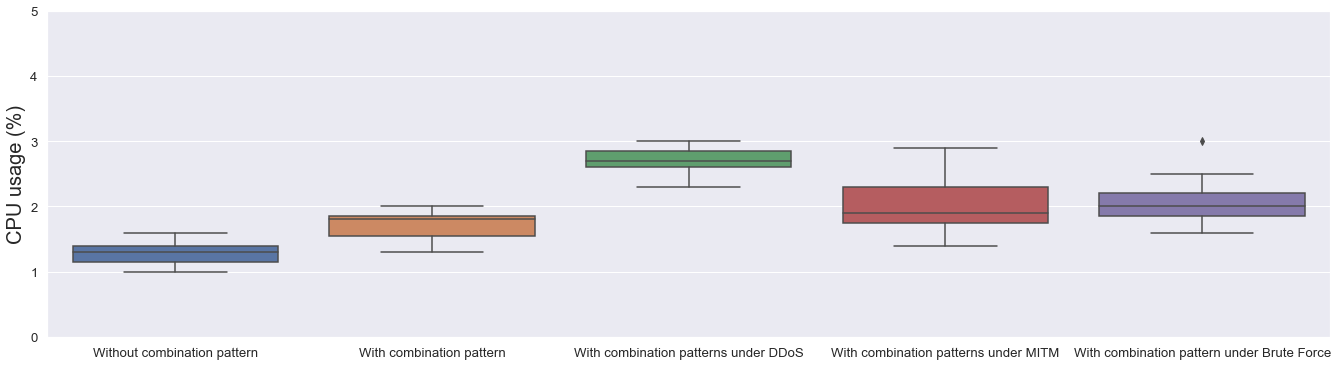 CPU usage (%)
5
4
3
2
1
0
Without combination pattern
With combination pattern
With combination patterns under DDoS
With combination patterns under MITM
With combination pattern under Brute Force